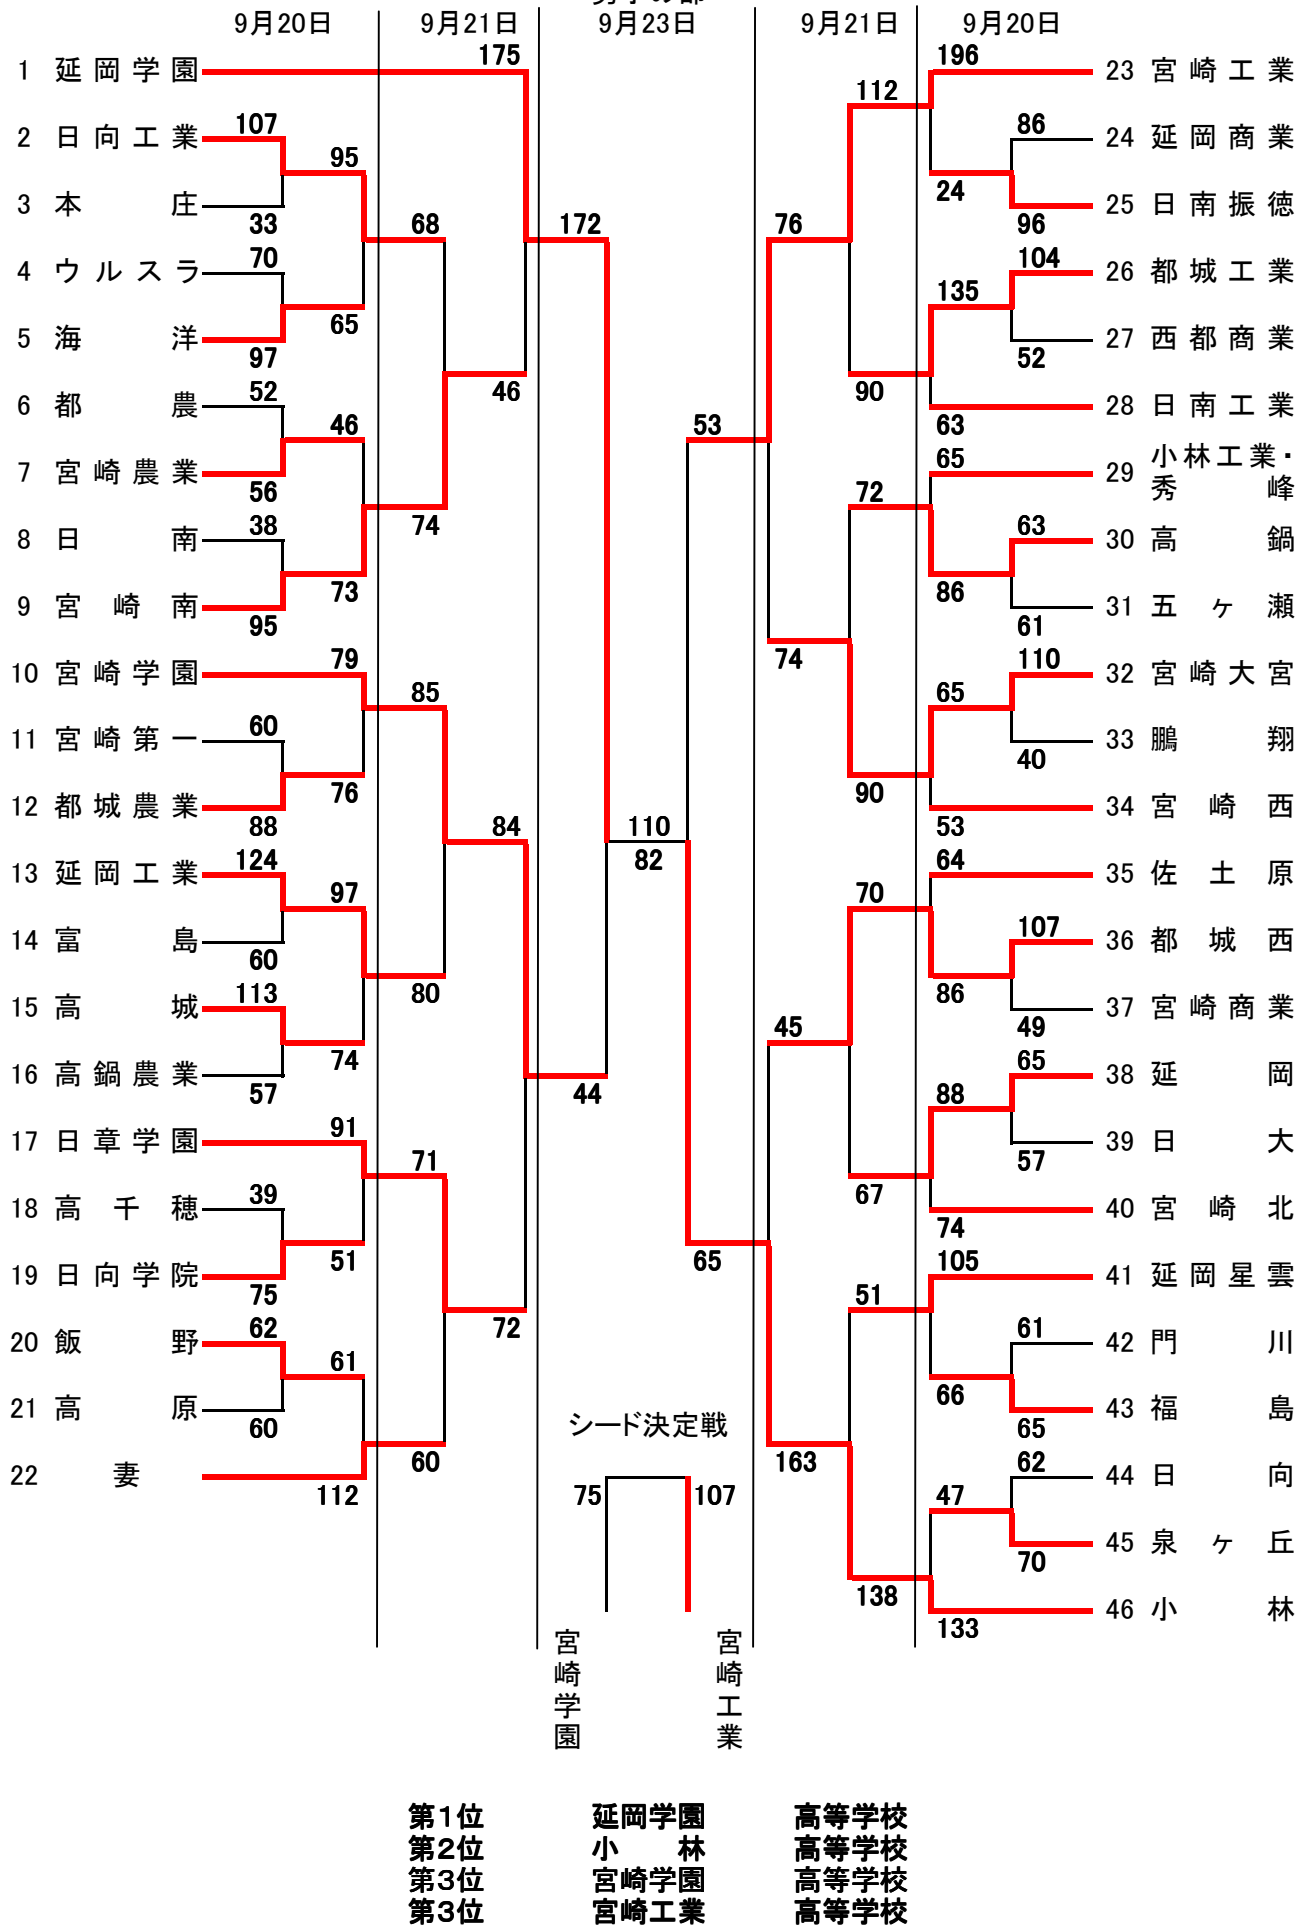 9月20日
9月21日
9月23日
9月21日
9月20日
1 延岡学園
175
2 日向工業
107
95
3 本庄
33
68
172
4 ウルスラ
70
5 海洋
97
65
6 都農
52
46
46
7 宮崎農業
56
8 日南
38
74
9 宮崎南
95
73
10 宮崎学園
79
85
11 宮崎第一
60
12 都城農業
88
76
84
13 延岡工業
124
97
14 富島
60
80
15 高城
113
16 高鍋農業
57
74
44
17 日章学園
91
71
18 高千穂
39
19 日向学院
75
51
72
20 飯野
62
61
21 高原
60
60
22 妻
112
110
82
53
65
196
23 宮崎工業
112
86
24 延岡商業
24
96
25 日南振徳
76
104
26 都城工業
135
52
27 西都商業
90
63
28 日南工業
65
29 小林工業・
秀峰
72
63
30 高鍋
86
61
31 五ヶ瀬
74
110
32 宮崎大宮
65
40
33 鵬翔
90
53
34 宮崎西
64
35 佐土原
70
107
36 都城西
86
49
37 宮崎商業
45
65
38 延岡
88
57
39 日大
67
74
40 宮崎北
105
41 延岡星雲
51
61
42 門川
66
65
43 福島
163
62
44 日向
47
70
45 泉ヶ丘
138
133
46 小林
シード決定戦
75
107
宮崎学園
宮崎工業
第1位 延岡学園 高等学校
第2位 小林 高等学校
第3位 宮崎学園 高等学校
第3位 宮崎工業 高等学校